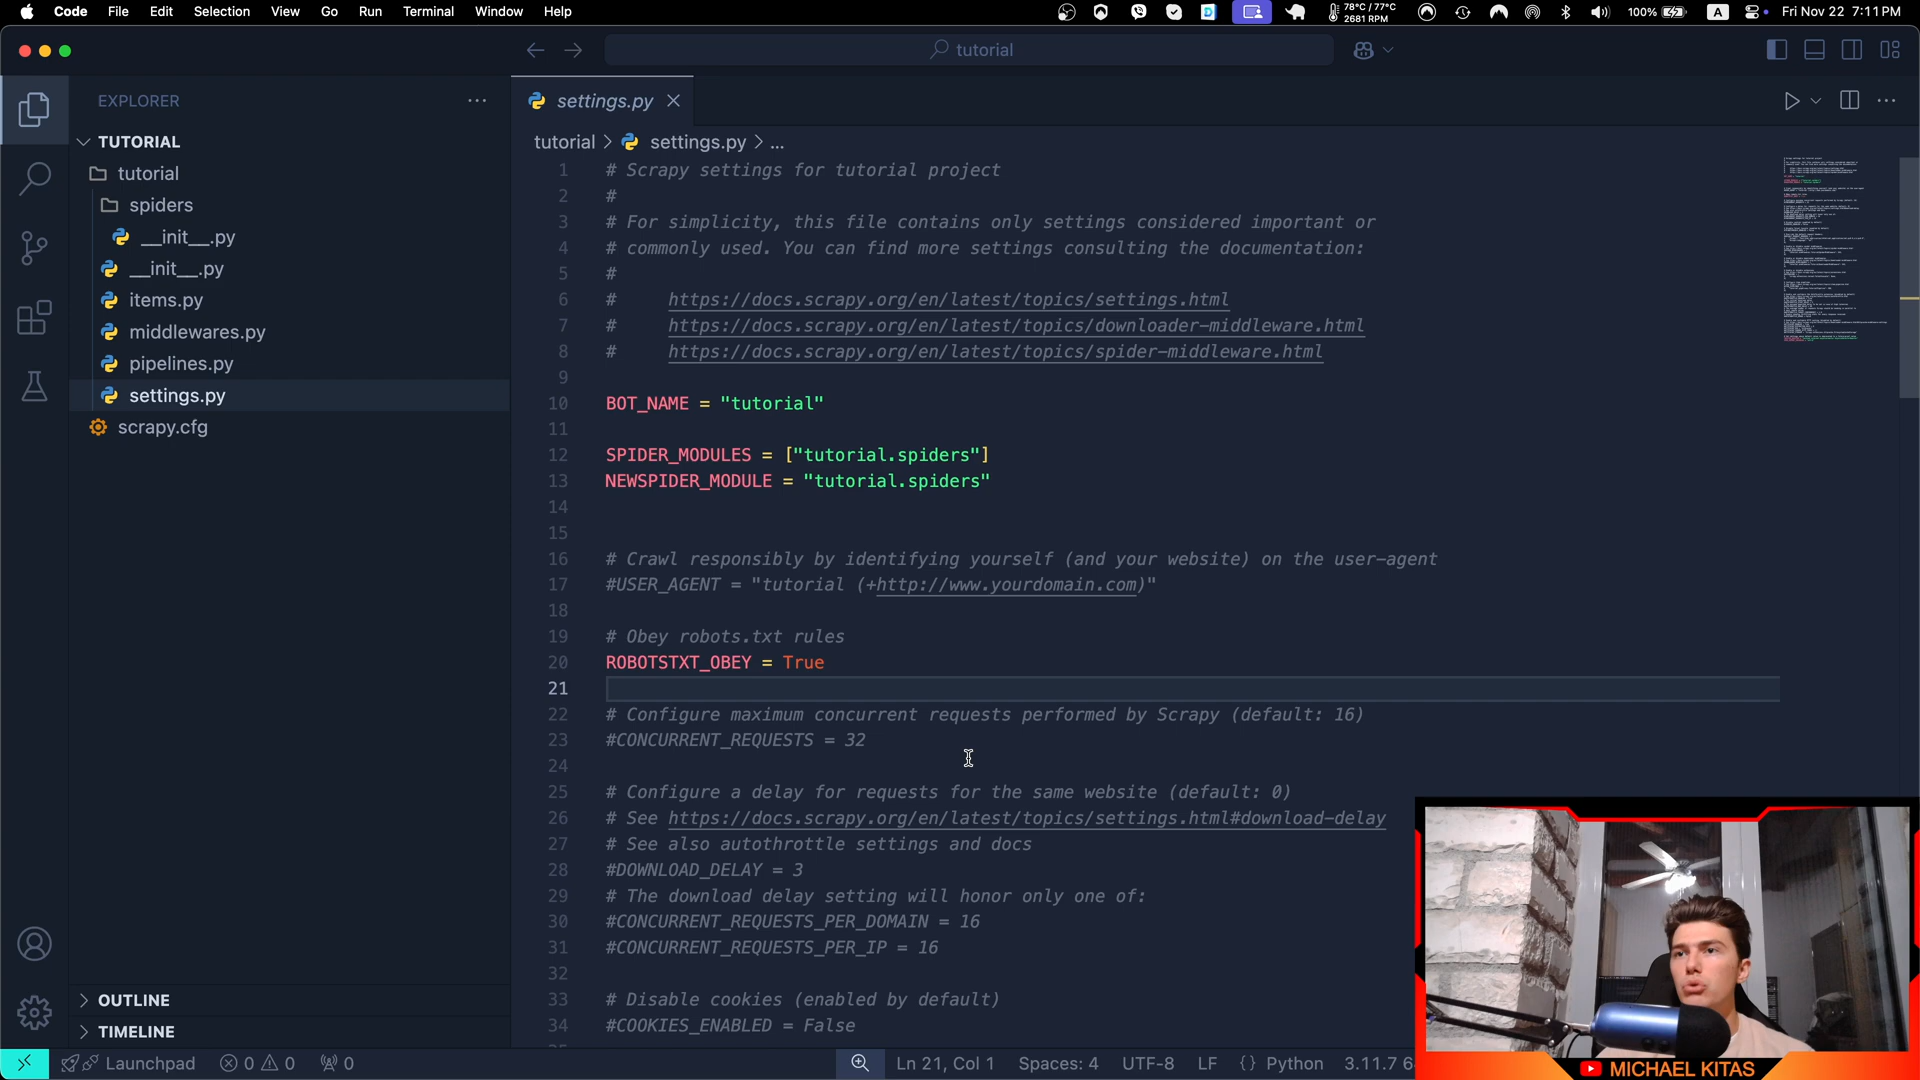 Code File Edit Selection View Go Run Terminal Window Help
78°C / 77°C
2681 RPM
100%
A
Fri Nov 22 7:11 PM
tutorial
EXPLORER
TUTORIAL
tutorial
spiders
__init__.py
__init__.py
items.py
middlewares.py
pipelines.py
settings.py
scrapy.cfg
OUTLINE
TIMELINE
settings.py
tutorial > settings.py > ...
1 # Scrapy settings for tutorial project
2 #
3 # For simplicity, this file contains only settings considered important or
4 # commonly used. You can find more settings consulting the documentation:
5 #
6 # https://docs.scrapy.org/en/latest/topics/settings.html
7 # https://docs.scrapy.org/en/latest/topics/downloader-middleware.html
8 # https://docs.scrapy.org/en/latest/topics/spider-middleware.html
9
10 BOT_NAME = "tutorial"
11
12 SPIDER_MODULES = ["tutorial.spiders"]
13 NEWSPIDER_MODULE = "tutorial.spiders"
14
15
16 # Crawl responsibly by identifying yourself (and your website) on the user-agent
17 #USER_AGENT = "tutorial (+http://www.yourdomain.com)"
18
19 # Obey robots.txt rules
20 ROBOTSTXT_OBEY = True
21
22 # Configure maximum concurrent requests performed by Scrapy (default: 16)
23 #CONCURRENT_REQUESTS = 32
24
25 # Configure a delay for requests for the same website (default: 0)
26 # See https://docs.scrapy.org/en/latest/topics/settings.html#download-delay
27 # See also autothrottle settings and docs
28 #DOWNLOAD_DELAY = 3
29 # The download delay setting will honor only one of:
30 #CONCURRENT_REQUESTS_PER_DOMAIN = 16
31 #CONCURRENT_REQUESTS_PER_IP = 16
32
33 # Disable cookies (enabled by default)
34 #COOKIES_ENABLED = False
Launchpad 0 0 0 Ln 21, Col 1 Spaces: 4 UTF-8 LF {} Python 3.11.7 6
MICHAEL KITAS